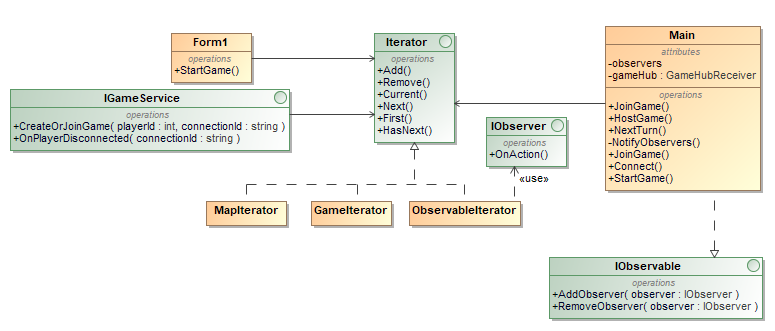 Form1
operations
+StartGame()
Iterator
operations
+Add()
+Remove()
+Current()
+Next()
+First()
+HasNext()
Main
attributes
-observers
-gameHub : GameHubReceiver
operations
+JoinGame()
+HostGame()
+NextTurn()
-NotifyObservers()
+JoinGame()
+Connect()
+StartGame()
IGameService
operations
+CreateOrJoinGame( playerId : int, connectionId : string )
+OnPlayerDisconnected( connectionId : string )
IObserver
operations
+OnAction()
«use»
MapIterator
GameIterator
ObservableIterator
IObservable
operations
+AddObserver( observer : IObserver )
+RemoveObserver( observer : IObserver )